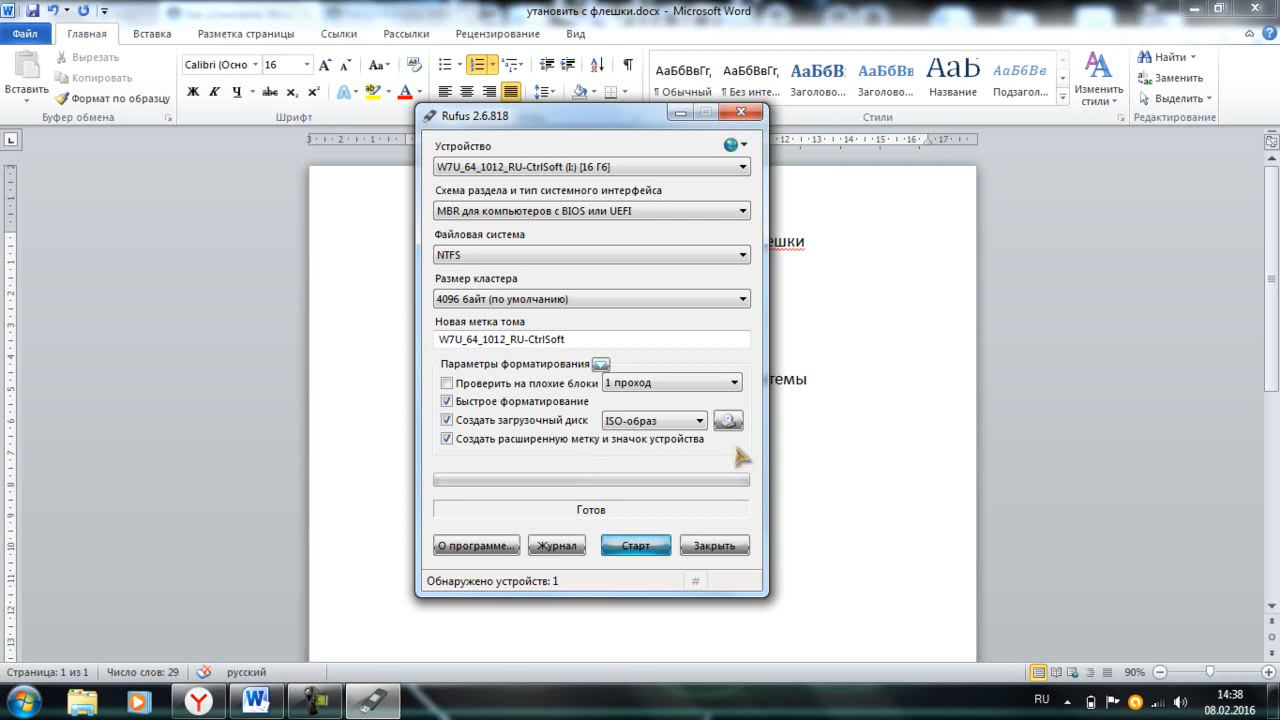 утановить с флешки.docx - Microsoft Word
Файл Главная Вставка Разметка страницы Ссылки Рассылки Рецензирование Вид
Вставить
Вырезать
Копировать
Формат по образцу
Буфер обмена
Calibri (Осно 16
Ж К Ч abc x₂ x²
Шрифт
АаБбВвГг, АаБбВвГг, АаБбВ АаБбВв АаБ АаБбВв
¶ Обычный ¶ Без инте... Заголово... Заголово... Название Подзагол...
Стили
Изменить стили
Найти
Заменить
Выделить
Редактирование
Rufus 2.6.818
Устройство
W7U_64_1012_RU-CtrlSoft (I:) [16 Гб]
Схема раздела и тип системного интерфейса
MBR для компьютеров с BIOS или UEFI
Файловая система
NTFS
Размер кластера
4096 байт (по умолчанию)
Новая метка тома
W7U_64_1012_RU-CtrlSoft
Параметры форматирования
Проверить на плохие блоки 1 проход
Быстрое форматирование
Создать загрузочный диск ISO-образ
Создать расширенную метку и значок устройства
Готов
О программе... Журнал Старт Закрыть
Обнаружено устройств: 1 #
ешки
темы
Страница: 1 из 1 Число слов: 29 русский 90%
RU 14:38
08.02.2016